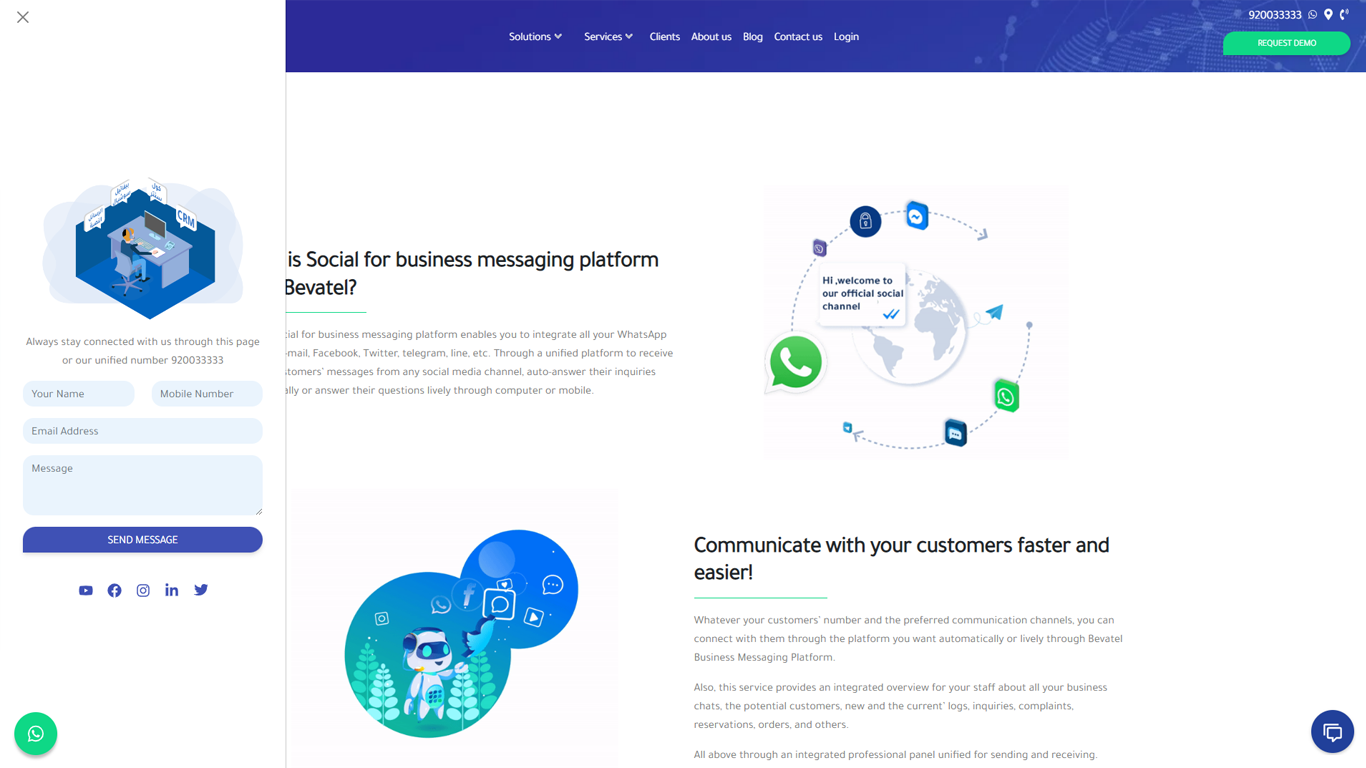 Solutions
Services
Clients
About us
Blog
Contact us
Login
920033333
REQUEST DEMO
كول سنتر
CRM
Always stay connected with us through this page
or our unified number 920033333
Your Name
Mobile Number
Email Address
Message
SEND MESSAGE
is Social for business messaging platform
Bevatel?
cial for business messaging platform enables you to integrate all your WhatsApp
-mail, Facebook, Twitter, telegram, line, etc. Through a unified platform to receive
stomers’ messages from any social media channel, auto-answer their inquiries
ally or answer their questions lively through computer or mobile.
Hi ,welcome to
our official social
channel
Communicate with your customers faster and
easier!
Whatever your customers’ number and the preferred communication channels, you can
connect with them through the platform you want automatically or lively through Bevatel
Business Messaging Platform.
Also, this service provides an integrated overview for your staff about all your business
chats, the potential customers, new and the current’ logs, inquiries, complaints,
reservations, orders, and others.
All above through an integrated professional panel unified for sending and receiving.